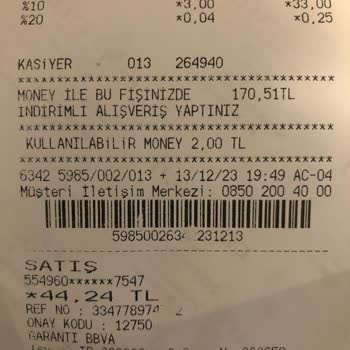 %10 *3,00 *33,00
%20 *0,04 *0,25
KASİYER 013 264940
MONEY İLE BU FİŞİNİZDE 170,51TL
İNDİRİMLİ ALIŞVERİŞ YAPTINIZ
KULLANILABİLİR MONEY 2,00 TL
6342 5985/002/013 + 13/12/23 19:49 AC-04
Müşteri İletişim Merkezi: 0850 200 40 00
5985002634 231213
SATIŞ
554960******7547
*44,24 TL
REF NO : 334778974 2
ONAY KODU : 12750
GARANTI BBVA